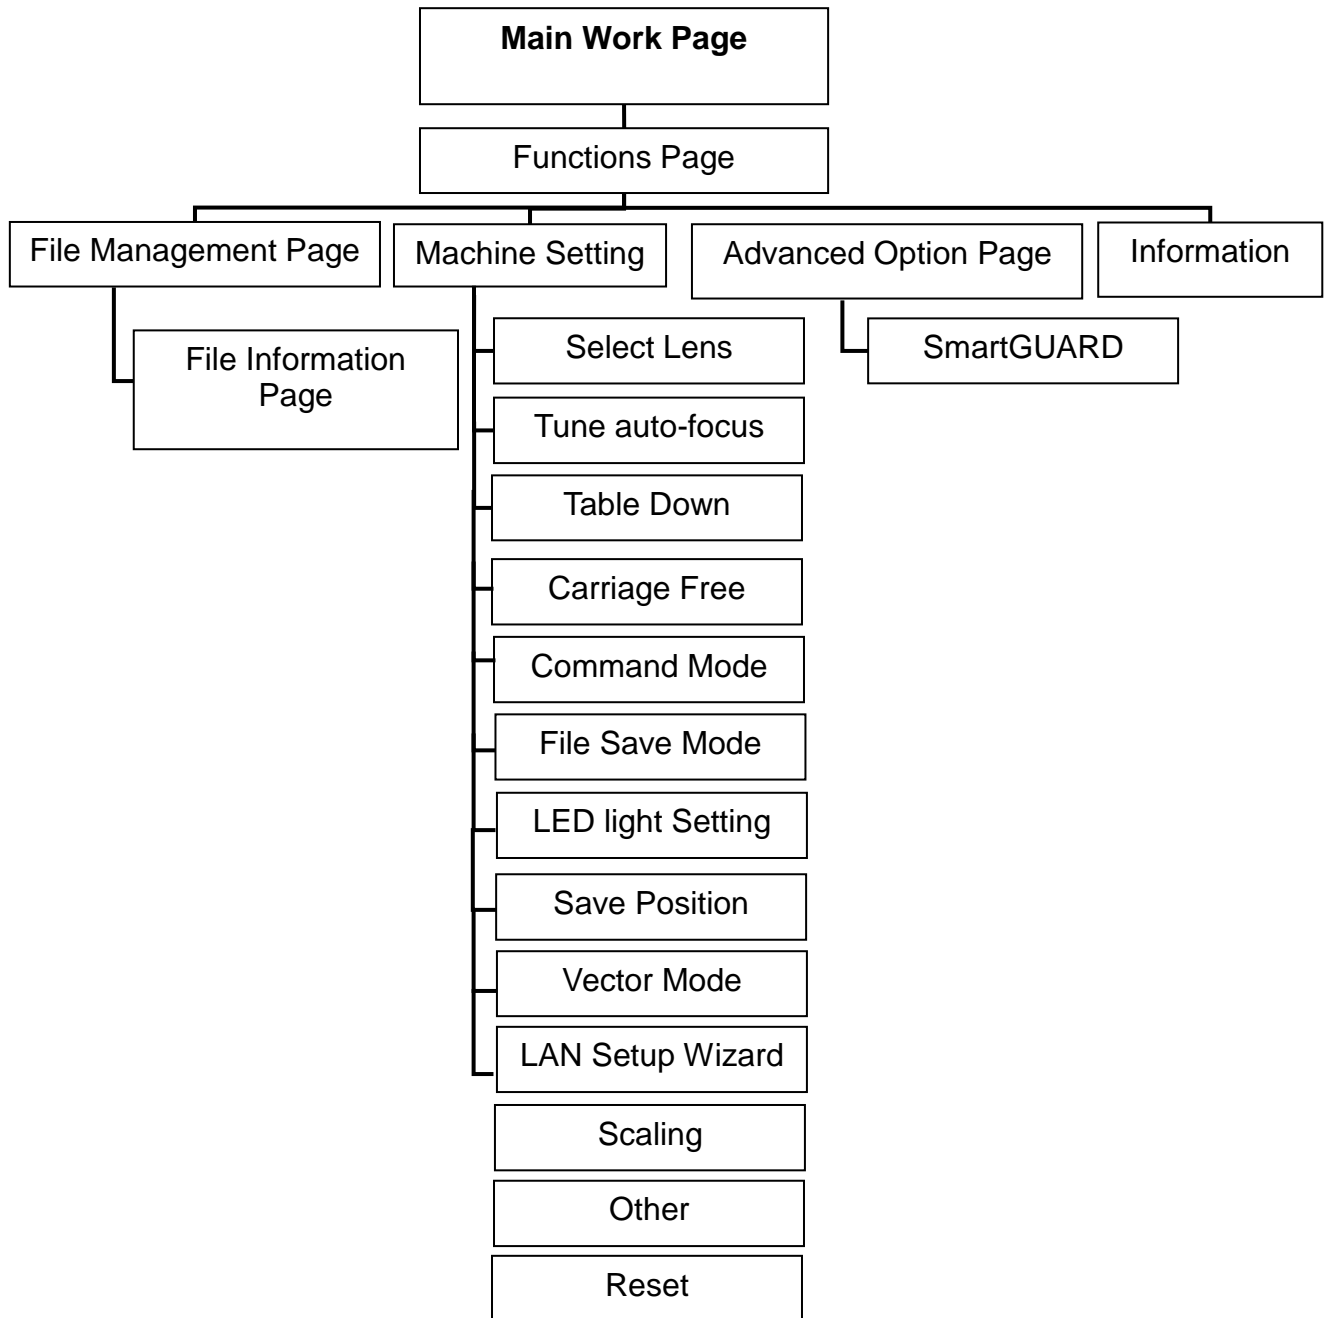 Main Work Page
Functions Page
File Management Page
Machine Setting
Advanced Option Page
Information
File Information
Page
Select Lens
SmartGUARD
Tune auto-focus
Table Down
Carriage Free
Command Mode
File Save Mode
LED light Setting
Save Position
Vector Mode
LAN Setup Wizard
Scaling
Other
Reset